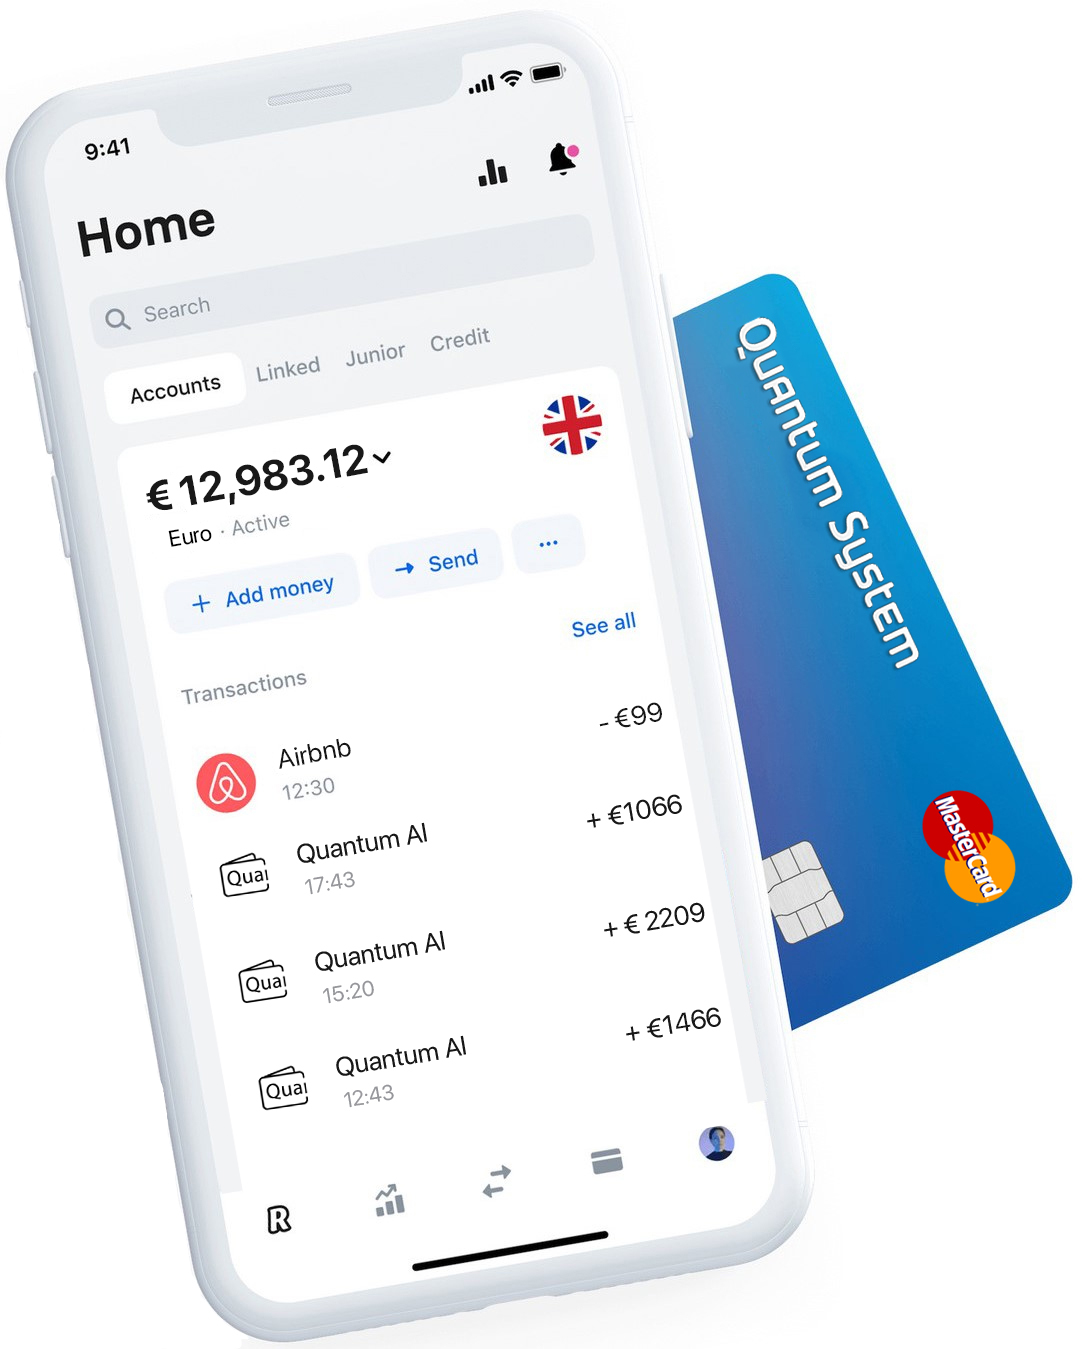 9:41
Home
Search
Accounts Linked Junior Credit
€ 12,983.12
Euro · Active
+ Add money → Send ...
See all
Transactions
Airbnb - €99
12:30
Quantum AI + €1066
Quai 17:43
Quantum AI + € 2209
Quai 15:20
Quantum AI + €1466
Quai 12:43
R
Quantum System
MasterCard